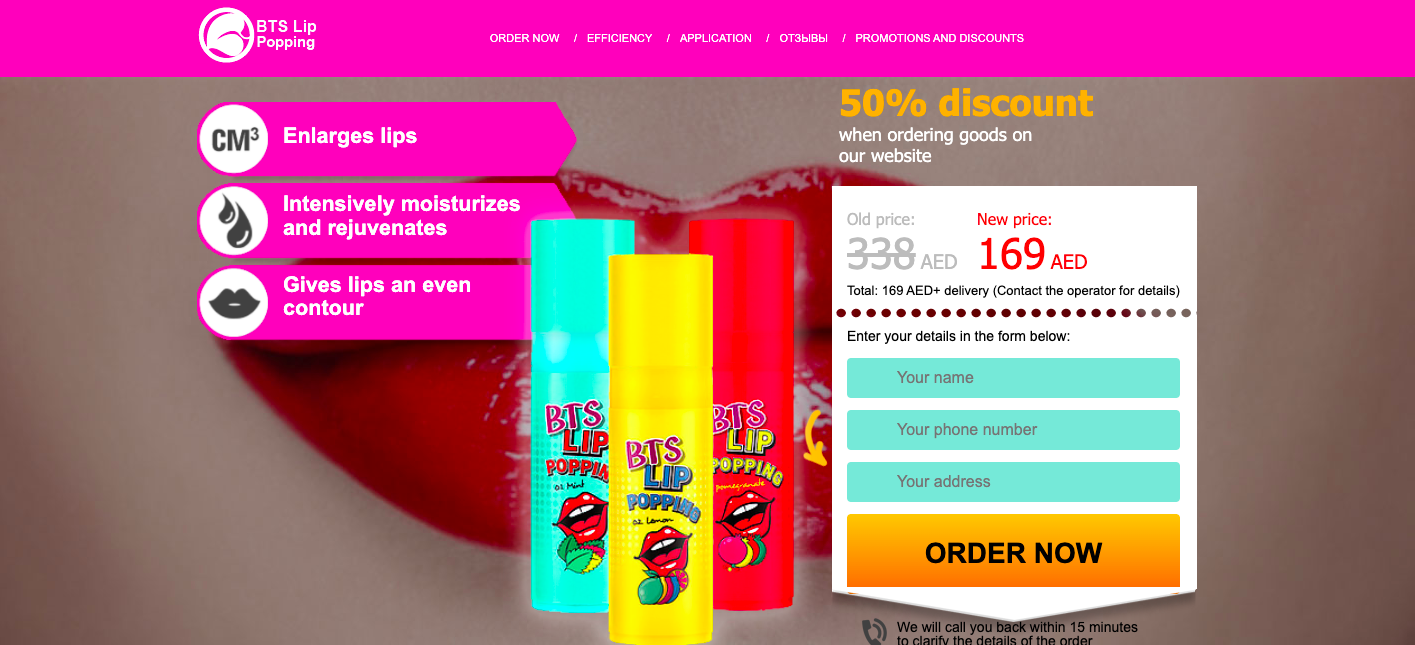 BTS Lip
Popping
ORDER NOW / EFFICIENCY / APPLICATION / ОТЗЫВЫ / PROMOTIONS AND DISCOUNTS
CM³
Enlarges lips
Intensively moisturizes
and rejuvenates
Gives lips an even
contour
50% discount
when ordering goods on
our website
Old price:
338 AED
New price:
169 AED
Total: 169 AED+ delivery (Contact the operator for details)
Enter your details in the form below:
Your name
Your phone number
Your address
ORDER NOW
We will call you back within 15 minutes
to clarify the details of the order
BTS
LIP
POPPING
02 Mint
BTS
LIP
POPPING
02 Lemon
BTS
LIP
POPPING
pomegranate